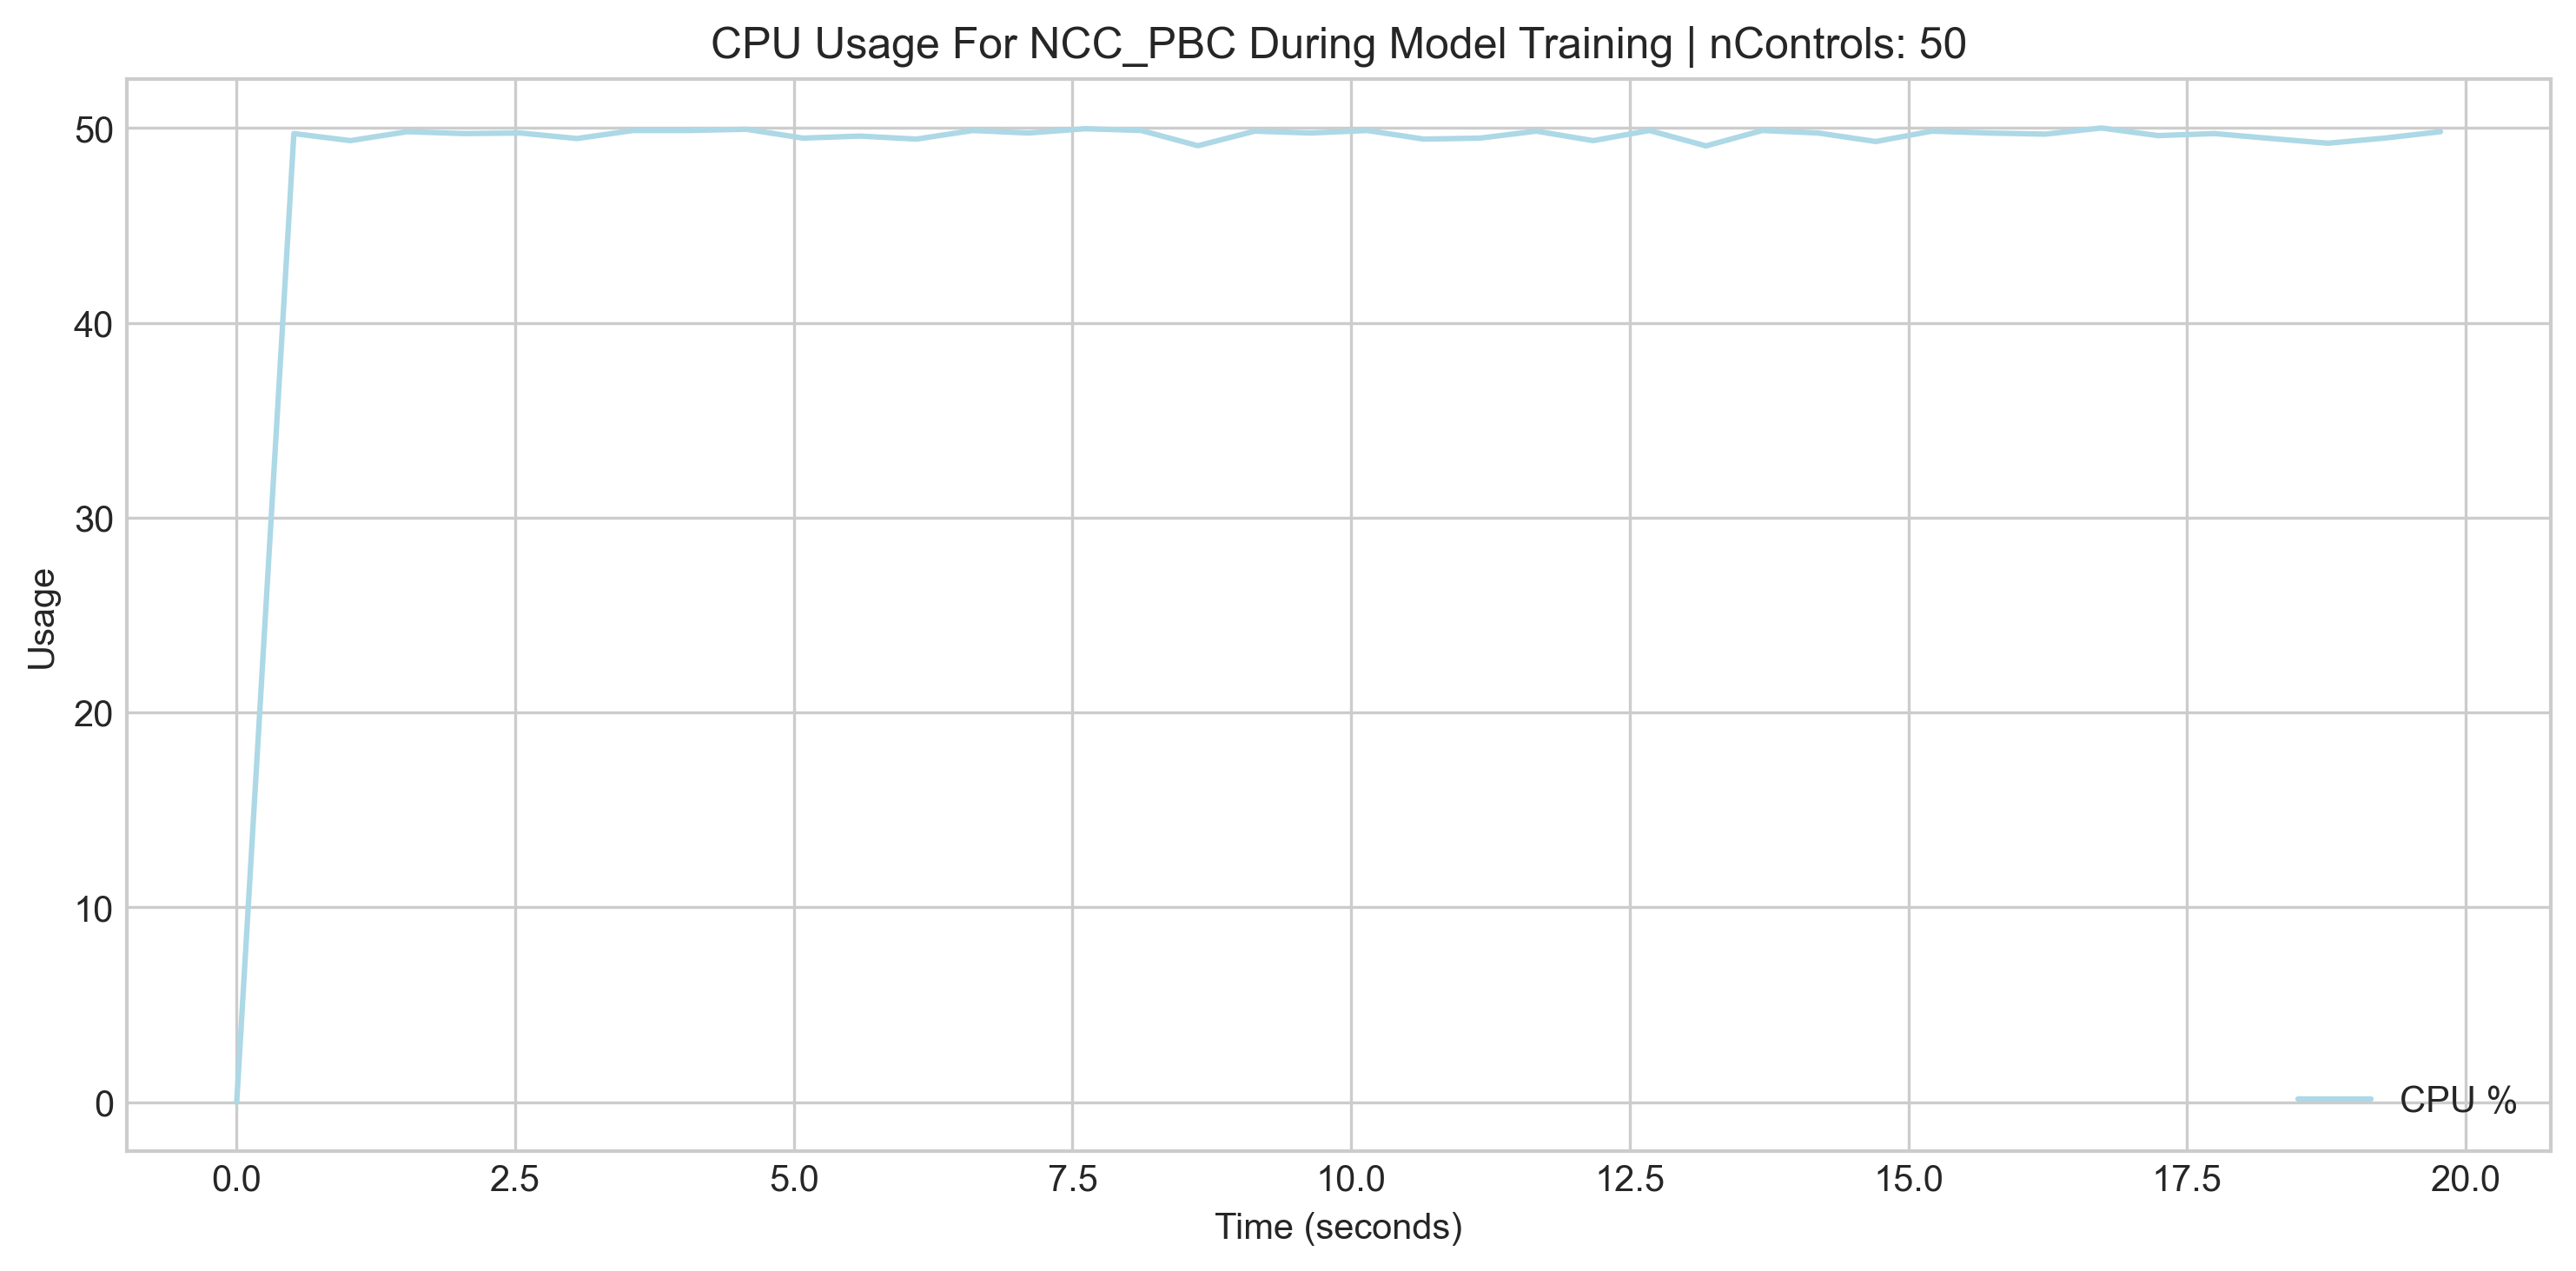 CPU Usage For NCC_PBC During Model Training | nControls: 50
50
40
30
20
10
0
Usage
CPU %
0.0 2.5 5.0 7.5 10.0 12.5 15.0 17.5 20.0
Time (seconds)